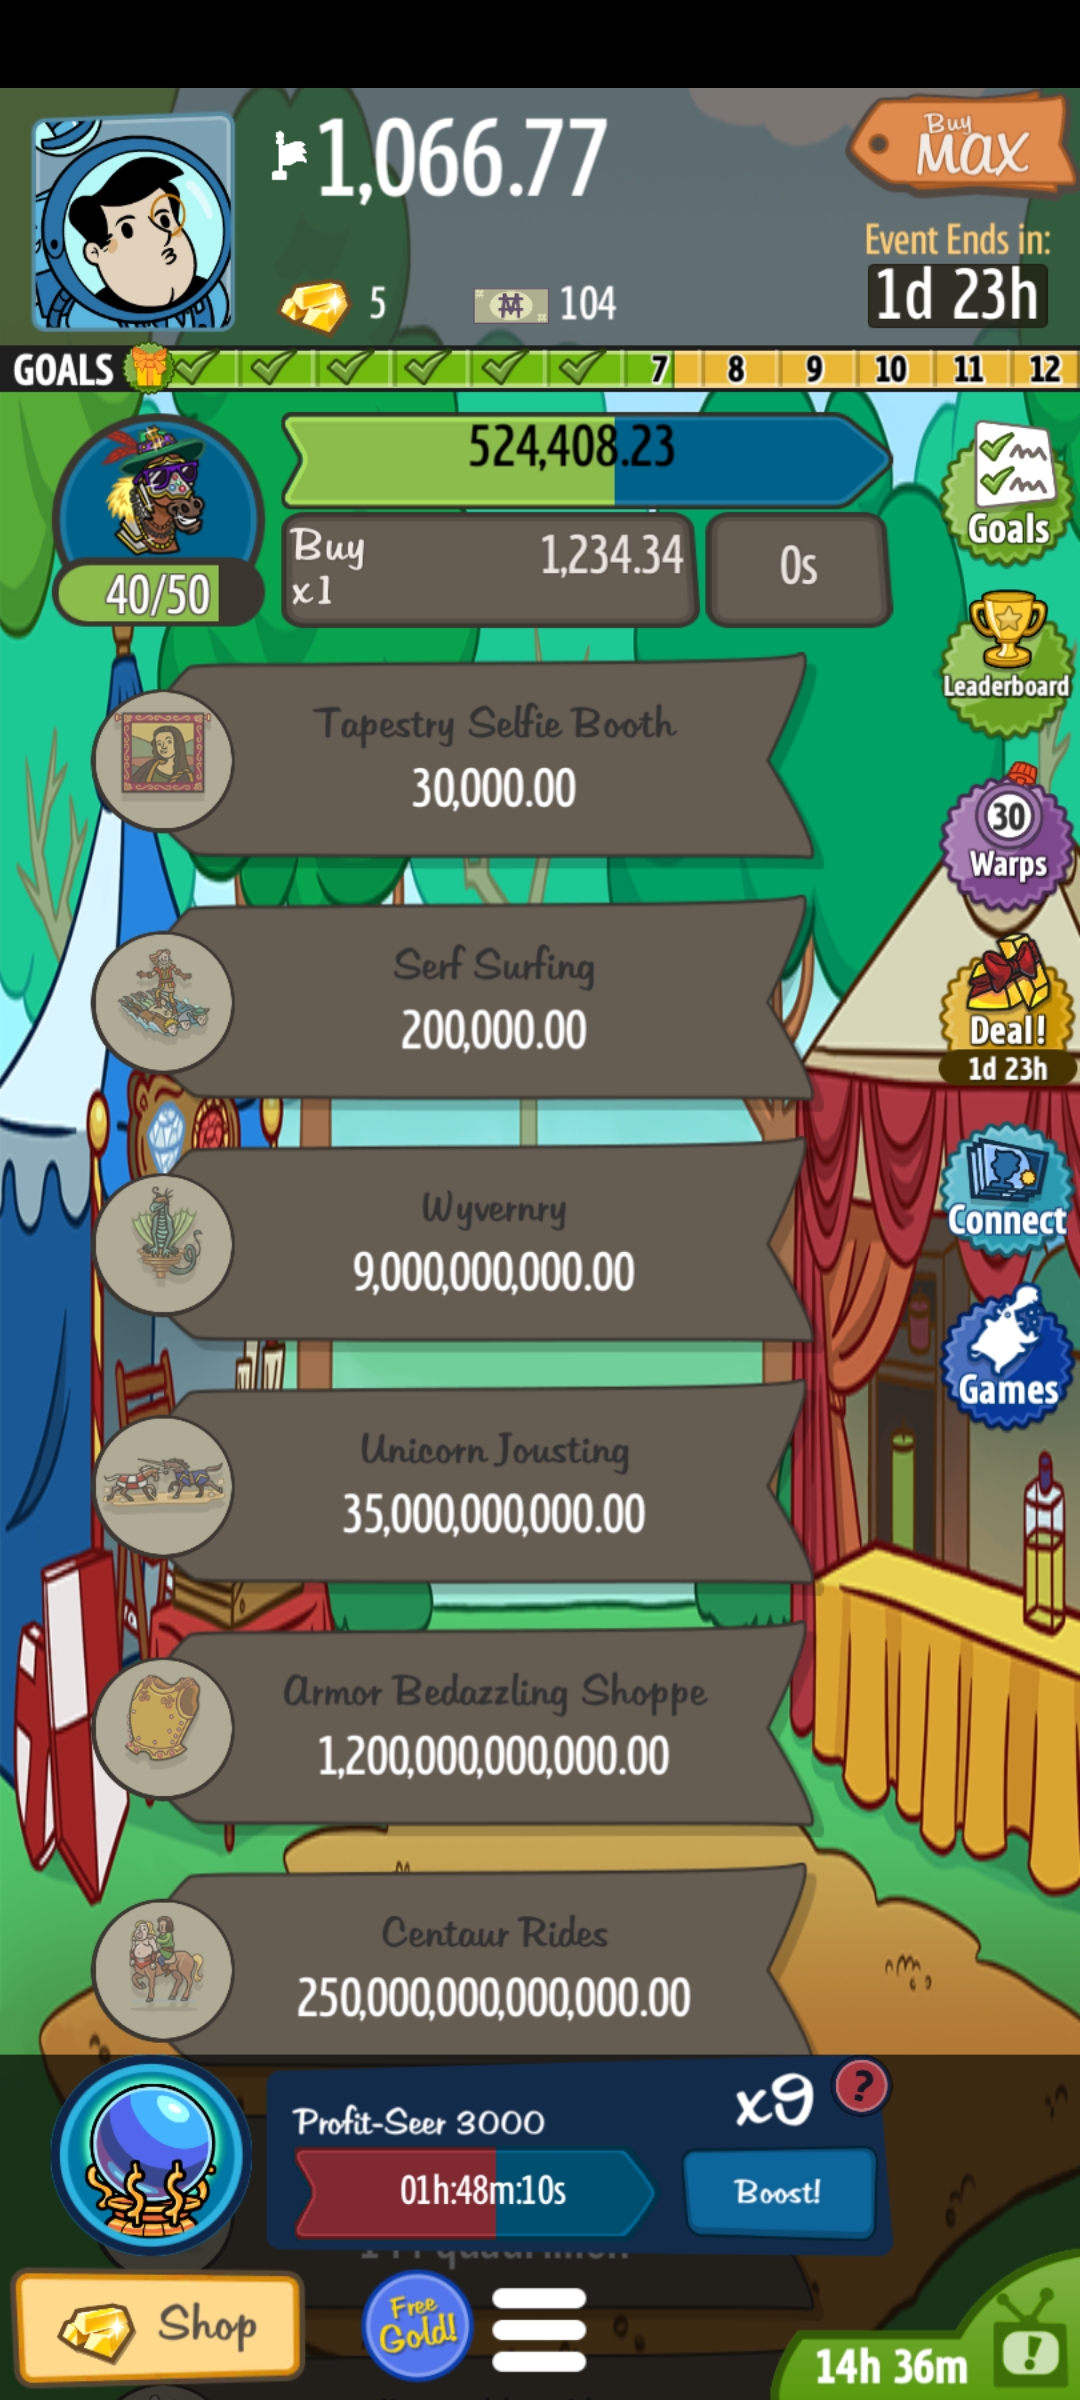 1,066.77
Buy
MAX
Event Ends in:
1d 23h
5
104
GOALS
7 8 9 10 11 12
524,408.23
40/50
Buy
x1
1,234.34
0s
Goals
Leaderboard
Tapestry Selfie Booth
30,000.00
30
Warps
Serf Surfing
200,000.00
Deal!
1d 23h
Wyvernry
9,000,000,000.00
Connect
Games
Unicorn Jousting
35,000,000,000.00
Armor Bedazzling Shoppe
1,200,000,000,000.00
Centaur Rides
250,000,000,000,000.00
Profit-Seer 3000
x9
?
01h:48m:10s
Boost!
Shop
Free
Gold!
14h 36m
!